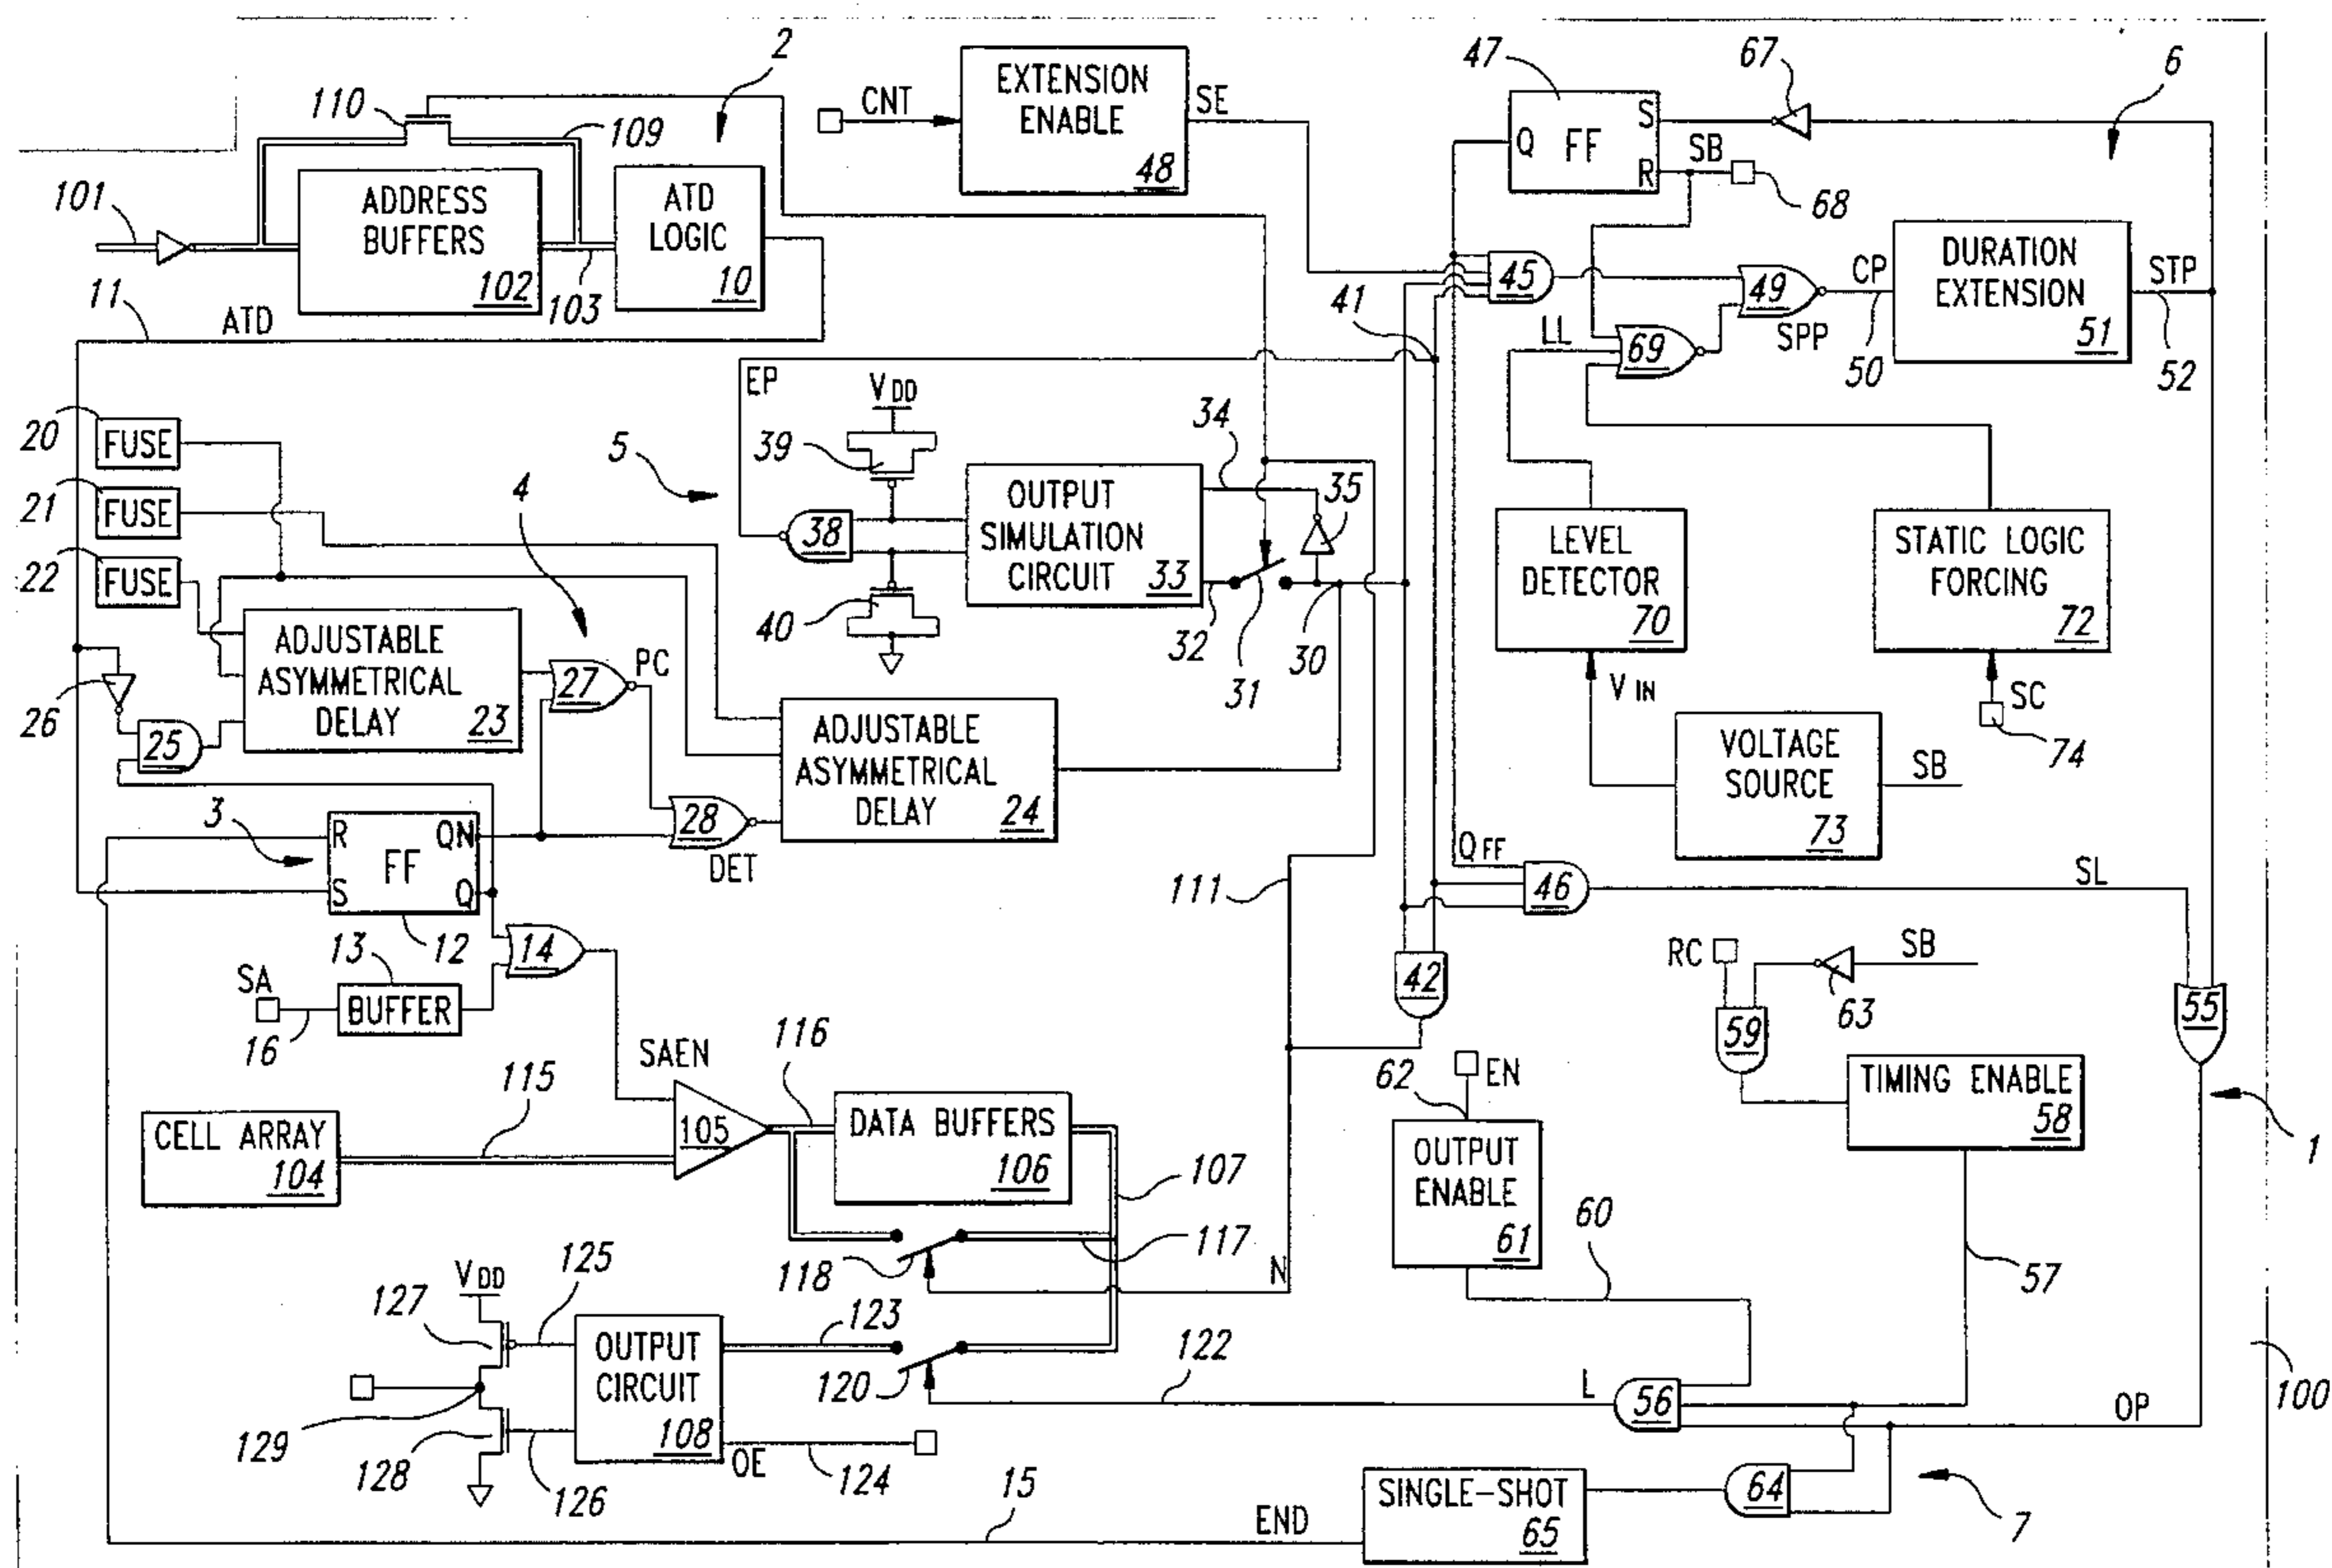 2
67
47
6
110
CNT
EXTENSION
ENABLE
48
SE
109
S
Q
FF
R
SB
68
101
ADDRESS
BUFFERS
102
ATD
LOGIC
10
103
11
ATD
45
41
49
CP
DURATION
EXTENSION
51
STP
LL
69
SPP
50
52
EP
VDD
20
FUSE
39
34
5
21
FUSE
4
OUTPUT
SIMULATION
CIRCUIT
33
35
38
22
FUSE
LEVEL
DETECTOR
70
STATIC LOGIC
FORCING
72
40
32
31
30
ADJUSTABLE
ASYMMETRICAL
DELAY
23
27
PC
26
25
VIN
SC
74
ADJUSTABLE
ASYMMETRICAL
DELAY
24
VOLTAGE
SOURCE
73
SB
3
R
QN
FF
S
Q
28
DET
QFF
46
SL
111
12
13
14
SA
BUFFER
16
RC
SB
63
42
59
55
SAEN
116
62
EN
TIMING ENABLE
58
115
CELL ARRAY
104
105
DATA BUFFERS
106
107
OUTPUT
ENABLE
61
1
60
117
118
N
57
VDD
125
127
OUTPUT
CIRCUIT
108
123
120
122
L
56
OP
100
129
128
126
OE
124
15
END
SINGLE-SHOT
65
64
7